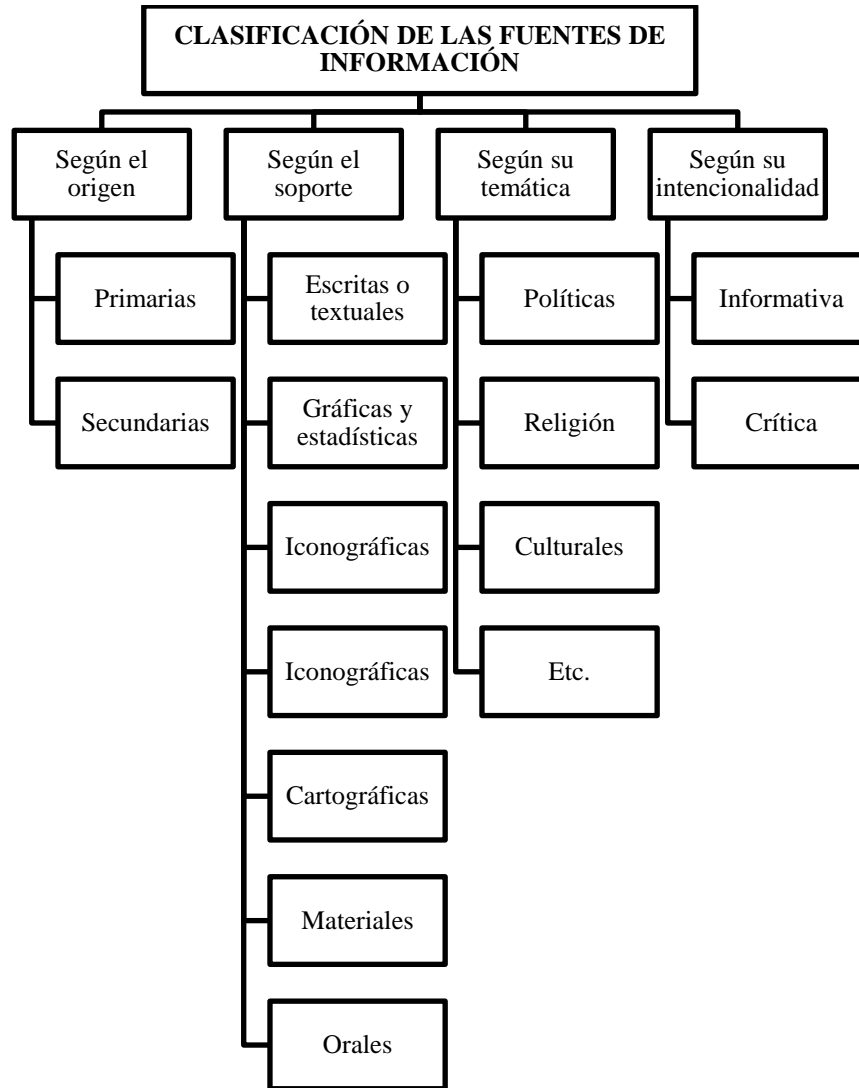 CLASIFICACIÓN DE LAS FUENTES DE
INFORMACIÓN
Según el
origen
Primarias
Secundarias
Según el
soporte
Escritas o
textuales
Gráficas y
estadísticas
Iconográficas
Iconográficas
Cartográficas
Materiales
Orales
Según su
temática
Políticas
Religión
Culturales
Etc.
Según su
intencionalidad
Informativa
Crítica